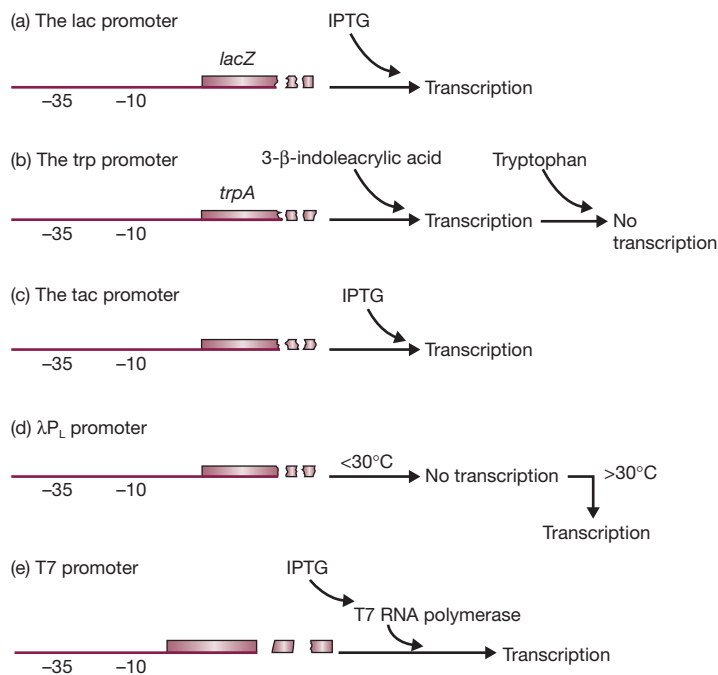 (a) The lac promoter
IPTG
lacZ
Transcription
–35 –10
(b) The trp promoter
3-β-indoleacrylic acid
Tryptophan
trpA
Transcription
No
transcription
–35 –10
(c) The tac promoter
IPTG
Transcription
–35 –10
(d) λPL promoter
<30°C
No transcription
>30°C
–35 –10
Transcription
(e) T7 promoter
IPTG
T7 RNA polymerase
Transcription
–35 –10